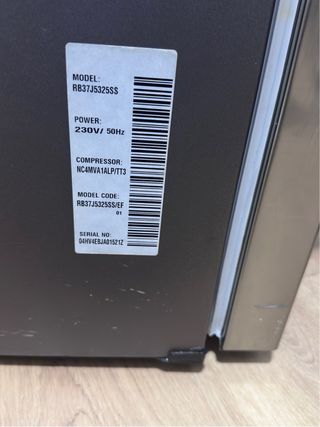 MODEL:
RB37J5325SS
POWER:
230V/ 50Hz
COMPRESSOR:
NC4MVA1ALP/TT3
MODEL CODE:
RB37J5325SS/EF
01
SERIAL NO:
04HV4EBJA01521Z